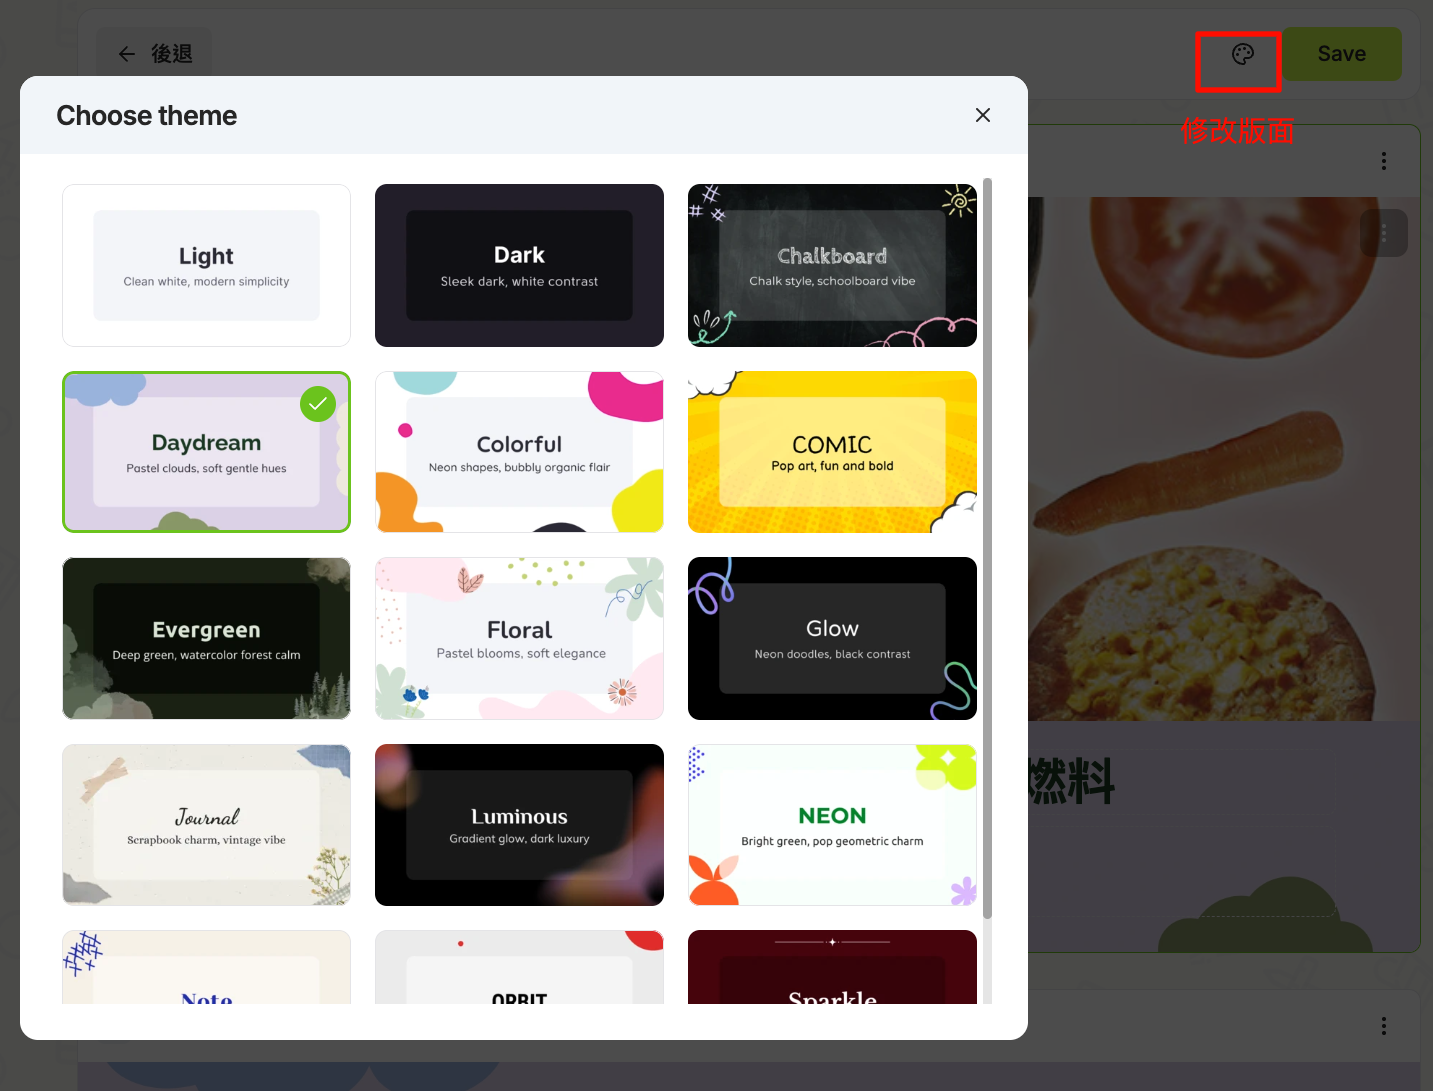 後退
Save
修改版面
Choose theme
Light
Clean white, modern simplicity
Dark
Sleek dark, white contrast
Chalkboard
Chalk style, schoolboard vibe
Daydream
Pastel clouds, soft gentle hues
Colorful
Neon shapes, bubbly organic flair
COMIC
Pop art, fun and bold
Evergreen
Deep green, watercolor forest calm
Floral
Pastel blooms, soft elegance
Glow
Neon doodles, black contrast
Journal
Scrapbook charm, vintage vibe
Luminous
Gradient glow, dark luxury
NEON
Bright green, pop geometric charm
燃料
Note
ORBIT
Sparkle